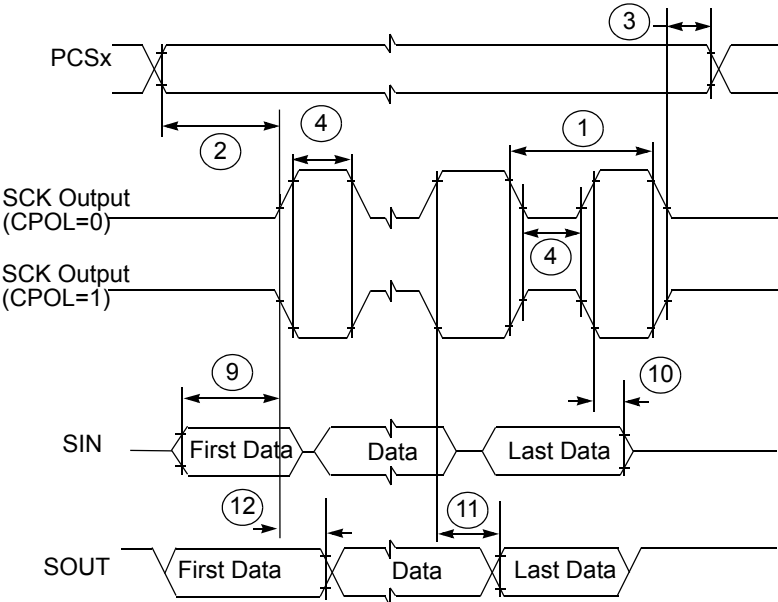 3
PCSx
2
4
1
SCK Output
(CPOL=0)
4
SCK Output
(CPOL=1)
9
10
SIN
First Data
Data
Last Data
12
11
SOUT
First Data
Data
Last Data